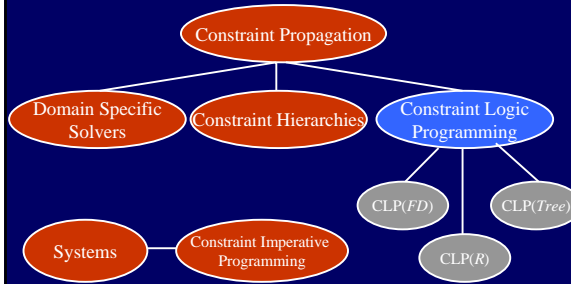 Constraint Propagation
Domain Specific
Solvers
Constraint Hierarchies
Constraint Logic
Programming
CLP(FD)
CLP(Tree)
CLP(R)
Systems
Constraint Imperative
Programming